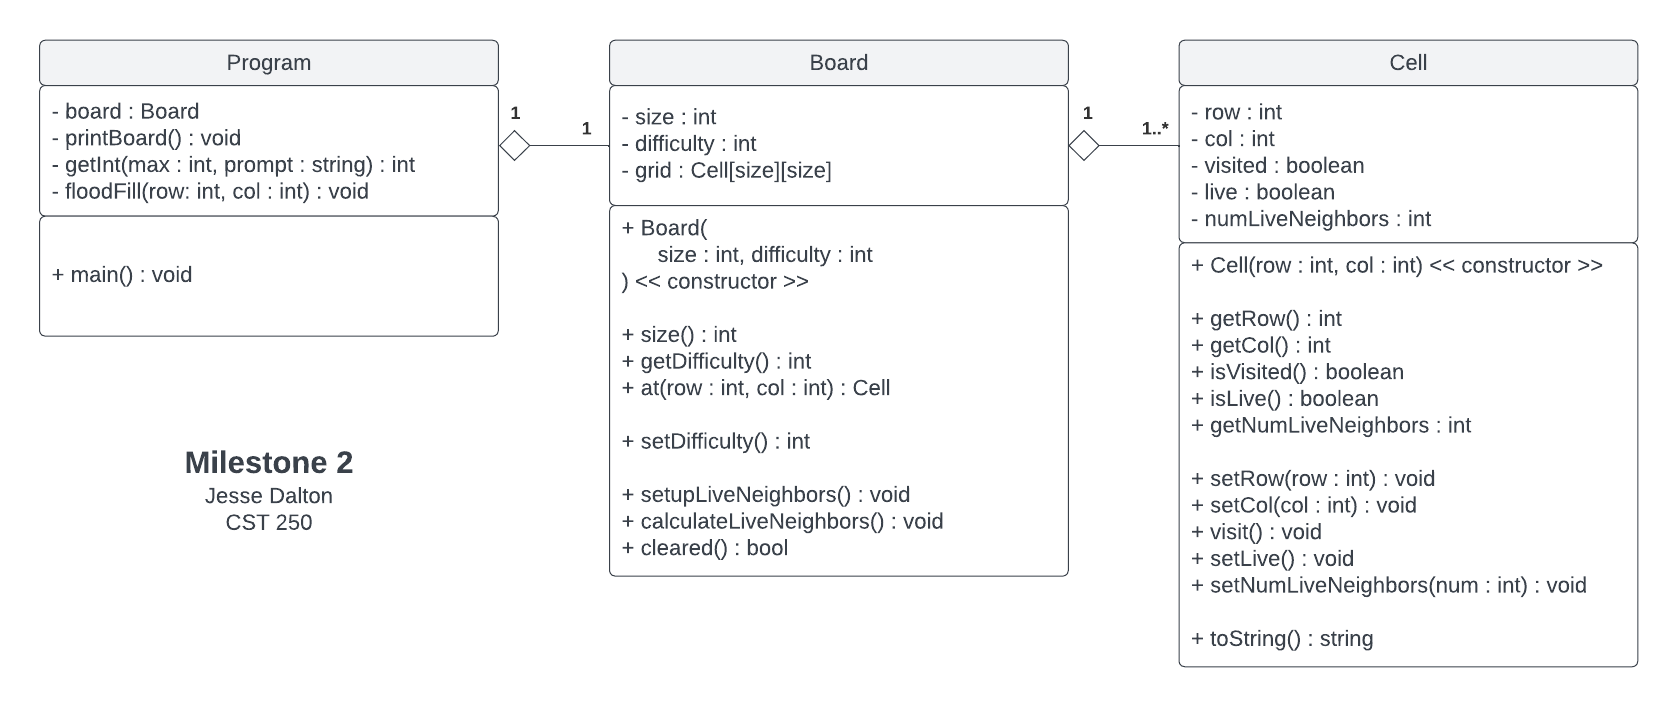 Program
- board : Board
- printBoard() : void
- getInt(max : int, prompt : string) : int
- floodFill(row: int, col : int) : void
+ main() : void
1
1
Board
- size : int
- difficulty : int
- grid : Cell[size][size]
+ Board(
size : int, difficulty : int
) << constructor >>
+ size() : int
+ getDifficulty() : int
+ at(row : int, col : int) : Cell
+ setDifficulty() : int
+ setupLiveNeighbors() : void
+ calculateLiveNeighbors() : void
+ cleared() : bool
1
1..*
Cell
- row : int
- col : int
- visited : boolean
- live : boolean
- numLiveNeighbors : int
+ Cell(row : int, col : int) << constructor >>
+ getRow() : int
+ getCol() : int
+ isVisited() : boolean
+ isLive() : boolean
+ getNumLiveNeighbors : int
+ setRow(row : int) : void
+ setCol(col : int) : void
+ visit() : void
+ setLive() : void
+ setNumLiveNeighbors(num : int) : void
+ toString() : string
Milestone 2
Jesse Dalton
CST 250